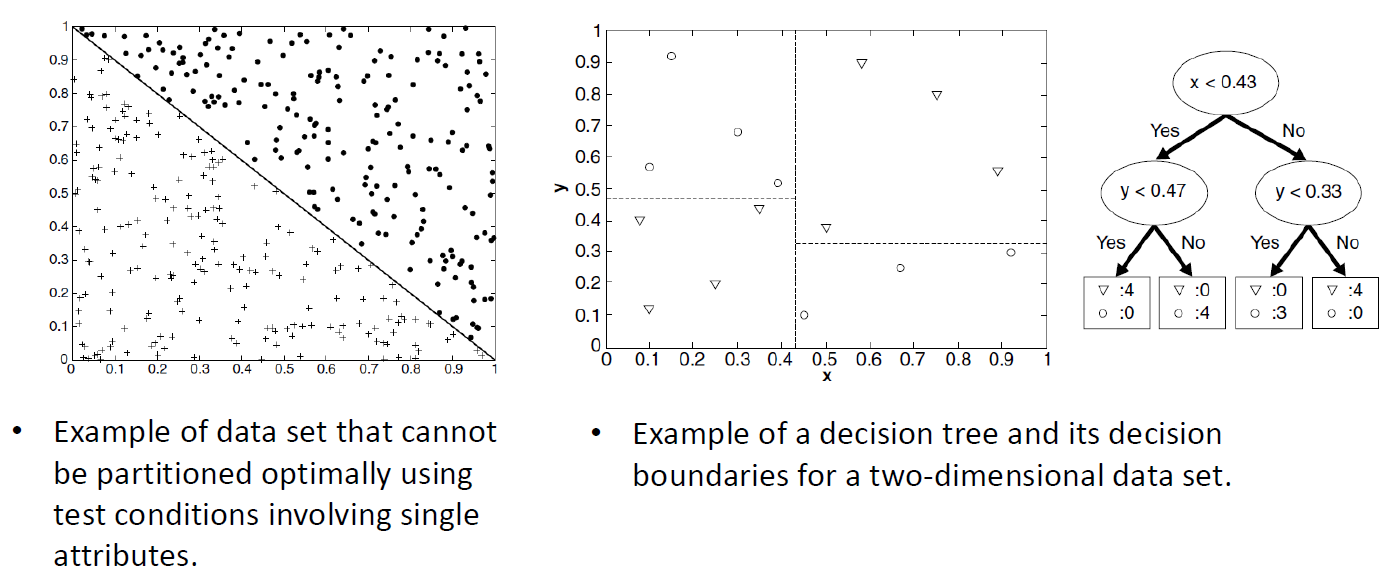 1
0.9
0.8
0.7
0.6
0.5
0.4
0.3
0.2
0.1
0
0 0.1 0.2 0.3 0.4 0.5 0.6 0.7 0.8 0.9 1
1
0.9
0.8
0.7
0.6
0.5
0.4
0.3
0.2
0.1
0
y
0 0.1 0.2 0.3 0.4 0.5 0.6 0.7 0.8 0.9 1
x
x < 0.43
Yes No
y < 0.47 y < 0.33
Yes No Yes No
▽ :4 ▽ :0 ▽ :0 ▽ :4
○ :0 ○ :4 ○ :3 ○ :0
• Example of data set that cannot
be partitioned optimally using
test conditions involving single
attributes.
• Example of a decision tree and its decision
boundaries for a two-dimensional data set.